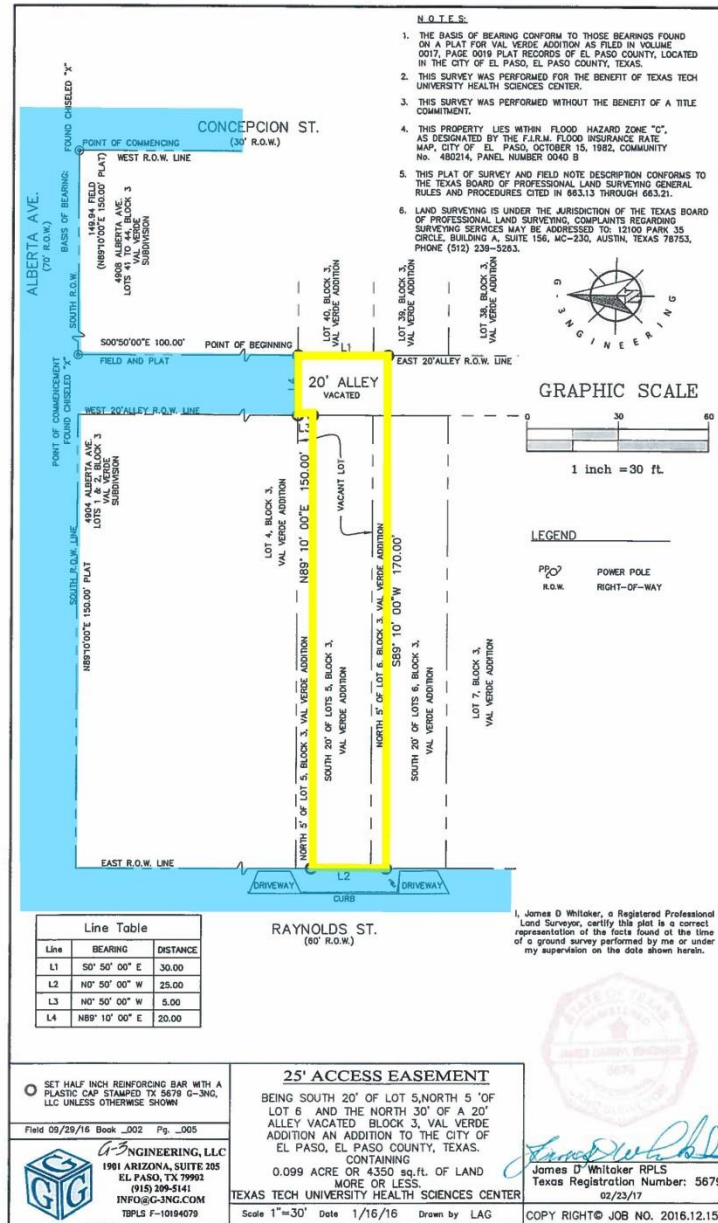 NOTES:
1. THE BASIS OF BEARING CONFORM TO THOSE BEARINGS FOUND
ON A PLAT FOR VAL VERDE ADDITION AS FILED IN VOLUME
0017, PAGE 0019 PLAT RECORDS OF EL PASO COUNTY, LOCATED
IN THE CITY OF EL PASO, EL PASO COUNTY, TEXAS.
2. THIS SURVEY WAS PERFORMED FOR THE BENEFIT OF TEXAS TECH
UNIVERSITY HEALTH SCIENCES CENTER.
3. THIS SURVEY WAS PERFORMED WITHOUT THE BENEFIT OF A TITLE
COMMITMENT.
4. THIS PROPERTY LIES WITHIN FLOOD HAZARD ZONE "C",
AS DESIGNATED BY THE F.I.R.M. FLOOD INSURANCE RATE
MAP, CITY OF EL PASO, OCTOBER 15, 1982, COMMUNITY
No. 480214, PANEL NUMBER 0040 B
5. THIS PLAT OF SURVEY AND FIELD NOTE DESCRIPTION CONFORMS TO
THE TEXAS BOARD OF PROFESSIONAL LAND SURVEYING GENERAL
RULES AND PROCEDURES CITED IN 663.13 THROUGH 663.21.
6. LAND SURVEYING IS UNDER THE JURISDICTION OF THE TEXAS BOARD
OF PROFESSIONAL LAND SURVEYING, COMPLAINTS REGARDING
SURVEYING SERVICES MAY BE ADDRESSED TO: 12100 PARK 35
CIRCLE, BUILDING A, SUITE 156, MC-230, AUSTIN, TEXAS 78753,
PHONE (512) 239-5263.
G-3NGINEERING
GRAPHIC SCALE
0 30 60
1 inch =30 ft.
LEGEND
PP POWER POLE
R.O.W. RIGHT-OF-WAY
CONCEPCION ST.
(30' R.O.W.)
FOUND CHISELED "X"
POINT OF COMMENCING
WEST R.O.W. LINE
ALBERTA AVE.
(70' R.O.W.)
BASIS OF BEARING:
SOUTH R.O.W.
149.94 FIELD
(N89°10'00"E 150.00' PLAT)
4908 ALBERTA AVE.
LOTS 41 TO 44, BLOCK 3
VAL VERDE
SUBDIVISION
LOT 40, BLOCK 3,
VAL VERDE ADDITION
LOT 39, BLOCK 3,
VAL VERDE ADDITION
LOT 38, BLOCK 3,
VAL VERDE ADDITION
S00°50'00"E 100.00'
POINT OF BEGINNING
L1
FIELD AND PLAT
EAST 20'ALLEY R.O.W. LINE
L4
20' ALLEY
VACATED
POINT OF COMMENCEMENT
FOUND CHISELED "X"
WEST 20'ALLEY R.O.W. LINE
L3
4904 ALBERTA AVE.
LOTS 1 & 2, BLOCK 3
VAL VERDE
SUBDIVISION
SOUTH R.O.W. LINE
N89°10'00"E 150.00' PLAT
LOT 4, BLOCK 3,
VAL VERDE ADDITION
N89° 10' 00"E 150.00'
VACANT LOT
NORTH 5' OF LOT 5, BLOCK 3, VAL VERDE ADDITION
SOUTH 20' OF LOTS 5, BLOCK 3,
VAL VERDE ADDITION
NORTH 5' OF LOT 6, BLOCK 3, VAL VERDE ADDITION
S89° 10' 00"W 170.00'
SOUTH 20' OF LOTS 6, BLOCK 3,
VAL VERDE ADDITION
LOT 7, BLOCK 3,
VAL VERDE ADDITION
EAST R.O.W. LINE
DRIVEWAY
L2
DRIVEWAY
CURB
RAYNOLDS ST.
(60' R.O.W.)
Line Table
Line BEARING DISTANCE
L1 S0° 50' 00" E 30.00
L2 N0° 50' 00" W 25.00
L3 N0° 50' 00" W 5.00
L4 N89° 10' 00" E 20.00
I, James D Whitaker, a Registered Professional
Land Surveyor, certify this plat is a correct
representation of the facts found at the time
of a ground survey performed by me or under
my supervision on the date shown herein.
SET HALF INCH REINFORCING BAR WITH A
PLASTIC CAP STAMPED TX 5679 G-3NG,
LLC UNLESS OTHERWISE SHOWN
Field 09/29/16 Book _002 Pg. _005
G-3NGINEERING, LLC
1901 ARIZONA, SUITE 205
EL PASO, TX 79902
(915) 209-5141
INFO@G-3NG.COM
TBPLS F-10194079
25' ACCESS EASEMENT
BEING SOUTH 20' OF LOT 5,NORTH 5 'OF
LOT 6 AND THE NORTH 30' OF A 20'
ALLEY VACATED BLOCK 3, VAL VERDE
ADDITION AN ADDITION TO THE CITY OF
EL PASO, EL PASO COUNTY, TEXAS.
CONTAINING
0.099 ACRE OR 4350 sq.ft. OF LAND
MORE OR LESS.
TEXAS TECH UNIVERSITY HEALTH SCIENCES CENTER
Scale 1"=30' Date 1/16/16 Drawn by LAG
James D Whitaker RPLS
Texas Registration Number: 5679
02/23/17
COPY RIGHT© JOB NO. 2016.12.15